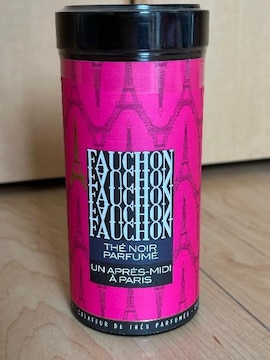 FAUCHON
FAUCHON
FAUCHON
FAUCHON
FAUCHON
THÉ NOIR
PARFUMÉ
UN APRÈS-MIDI
À PARIS
CRÉATEUR DE THÉS PARFUMÉS